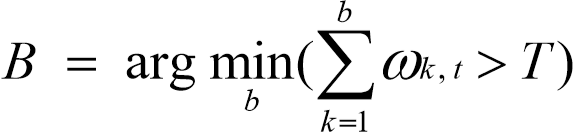 B = arg min_b(∑_{k=1}^{b} ω_{k, t} > T)